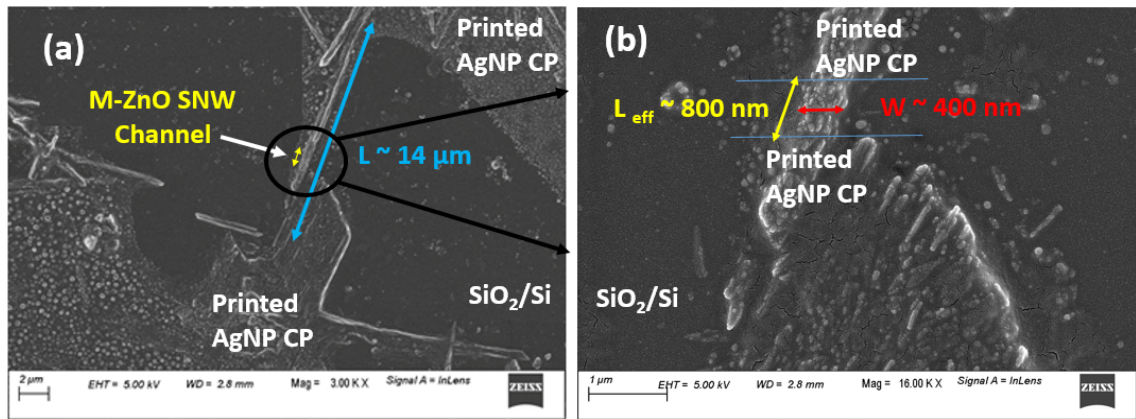 (a)
Printed
AgNP CP
M-ZnO SNW
Channel
L ~ 14 µm
Printed
AgNP CP
SiO2/Si
2 µm
EHT = 5.00 kV
WD = 2.8 mm
Mag = 3.00 K X
Signal A = InLens
ZEISS
(b)
Printed
AgNP CP
L eff ~ 800 nm
W ~ 400 nm
Printed
AgNP CP
SiO2/Si
1 µm
EHT = 5.00 kV
WD = 2.8 mm
Mag = 16.00 K X
Signal A = InLens
ZEISS